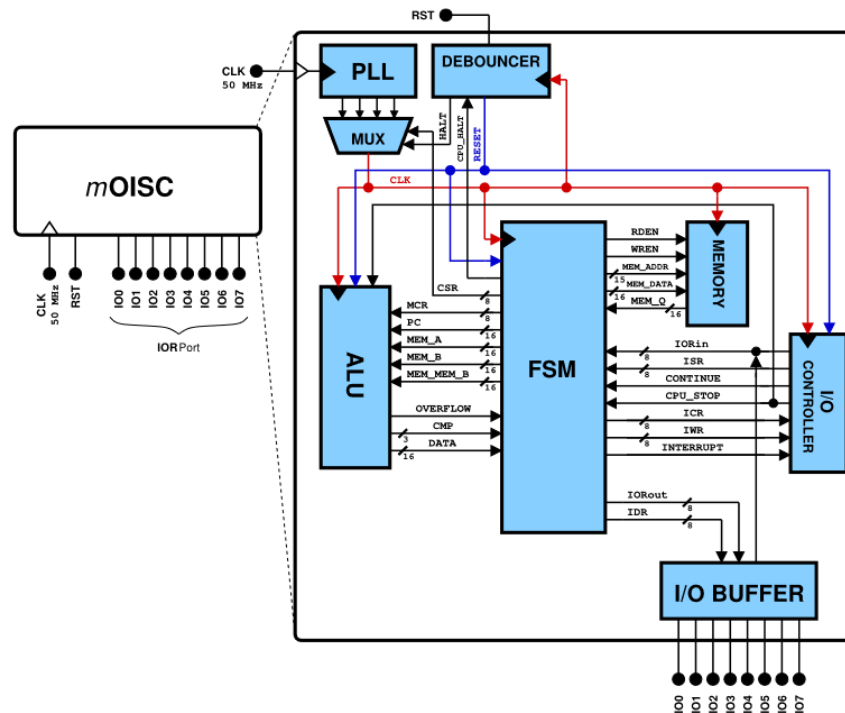 RST
CLK
50 MHz
PLL
DEBOUNCER
MUX
HALT
CPU_HALT
RESET
CLK
mOISC
CLK
50 MHz
RST
IO0
IO1
IO2
IO3
IO4
IO5
IO6
IO7
IORPort
CSR
8
ALU
MCR
8
PC
16
MEM_A
16
MEM_B
16
MEM_MEM_B
16
OVERFLOW
CMP
3
DATA
16
FSM
RDEN
WREN
MEM_ADDR
15
MEM_DATA
16
MEM_Q
16
MEMORY
IORin
8
ISR
8
CONTINUE
CPU_STOP
ICR
8
IWR
8
INTERRUPT
I/O
CONTROLLER
IORout
8
IDR
8
I/O BUFFER
IO0
IO1
IO2
IO3
IO4
IO5
IO6
IO7